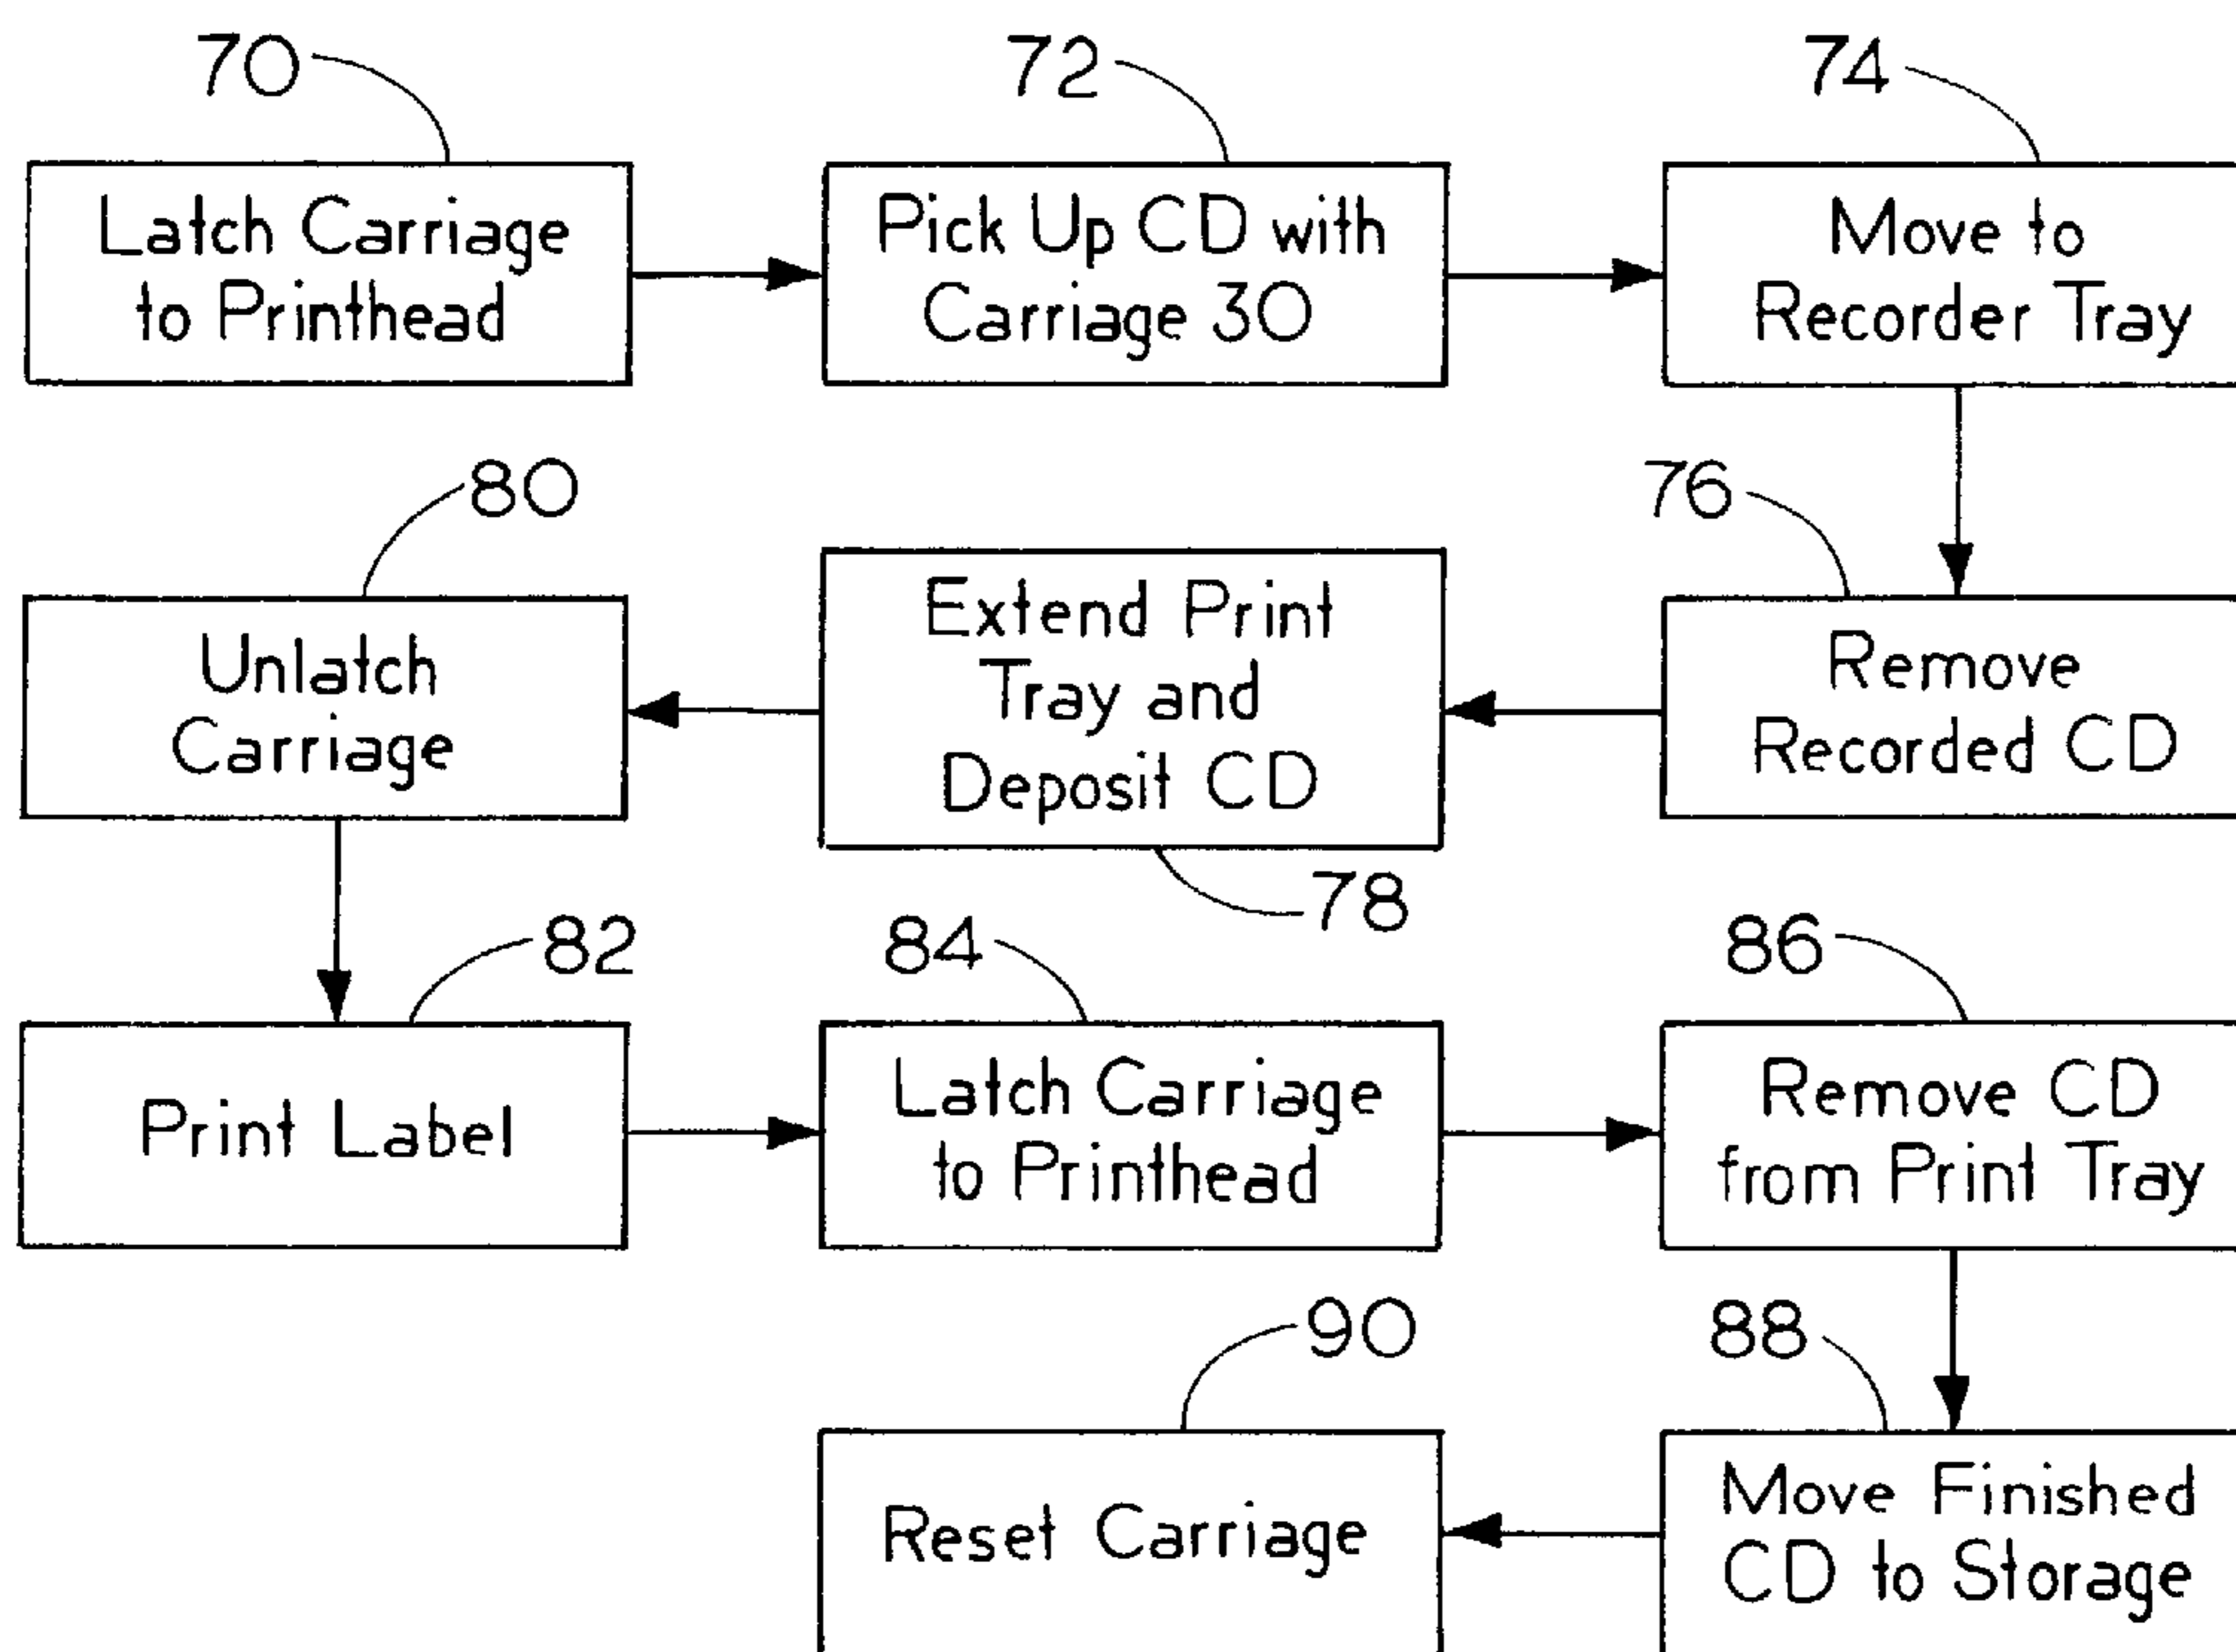 70
Latch Carriage
to Printhead
72
Pick Up CD with
Carriage 30
74
Move to
Recorder Tray
76
Remove
Recorded CD
78
Extend Print
Tray and
Deposit CD
80
Unlatch
Carriage
82
Print Label
84
Latch Carriage
to Printhead
86
Remove CD
from Print Tray
88
Move Finished
CD to Storage
90
Reset Carriage